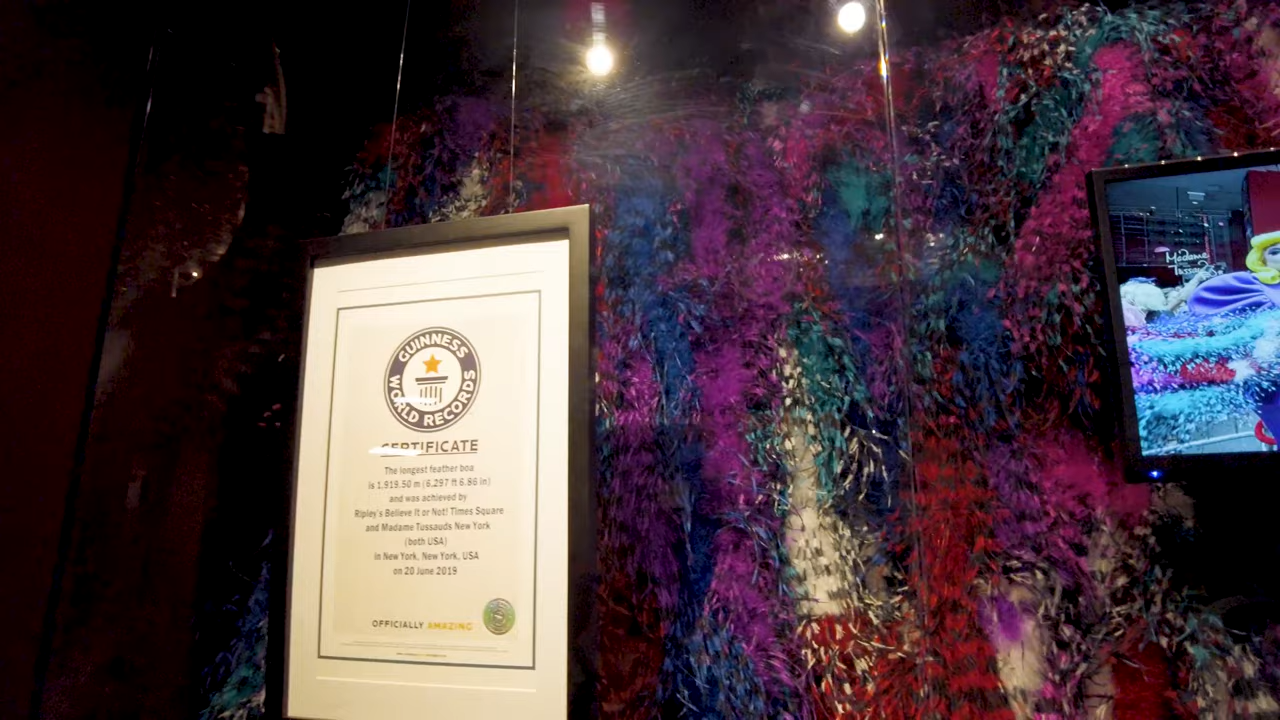 GUINNESS
WORLD RECORDS
CERTIFICATE
The longest feather boa
is 1,919.50 m (6,297 ft 6.86 in)
and was achieved by
Ripley's Believe It or Not! Times Square
and Madame Tussauds New York
(both USA)
in New York, New York, USA
on 20 June 2019
OFFICIALLY AMAZING
Madame
Tussauds